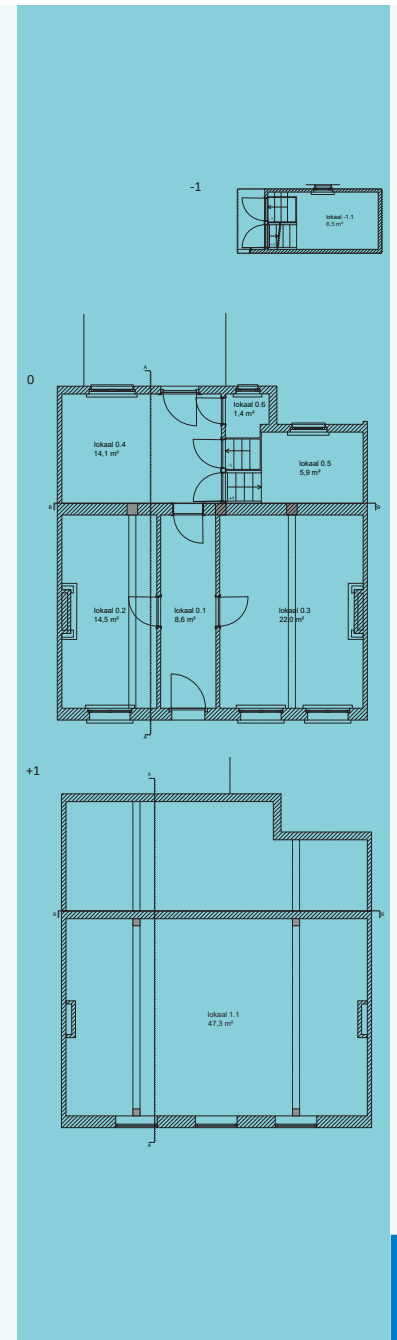 -1
lokaal -1.1
6,5 m²
0
A
lokaal 0.6
1,4 m²
lokaal 0.4
14,1 m²
lokaal 0.5
5,9 m²
-1
+1
B
B
lokaal 0.2
14,5 m²
lokaal 0.1
8,6 m²
lokaal 0.3
22,0 m²
A
+1
A
B
B
lokaal 1.1
47,3 m²
A